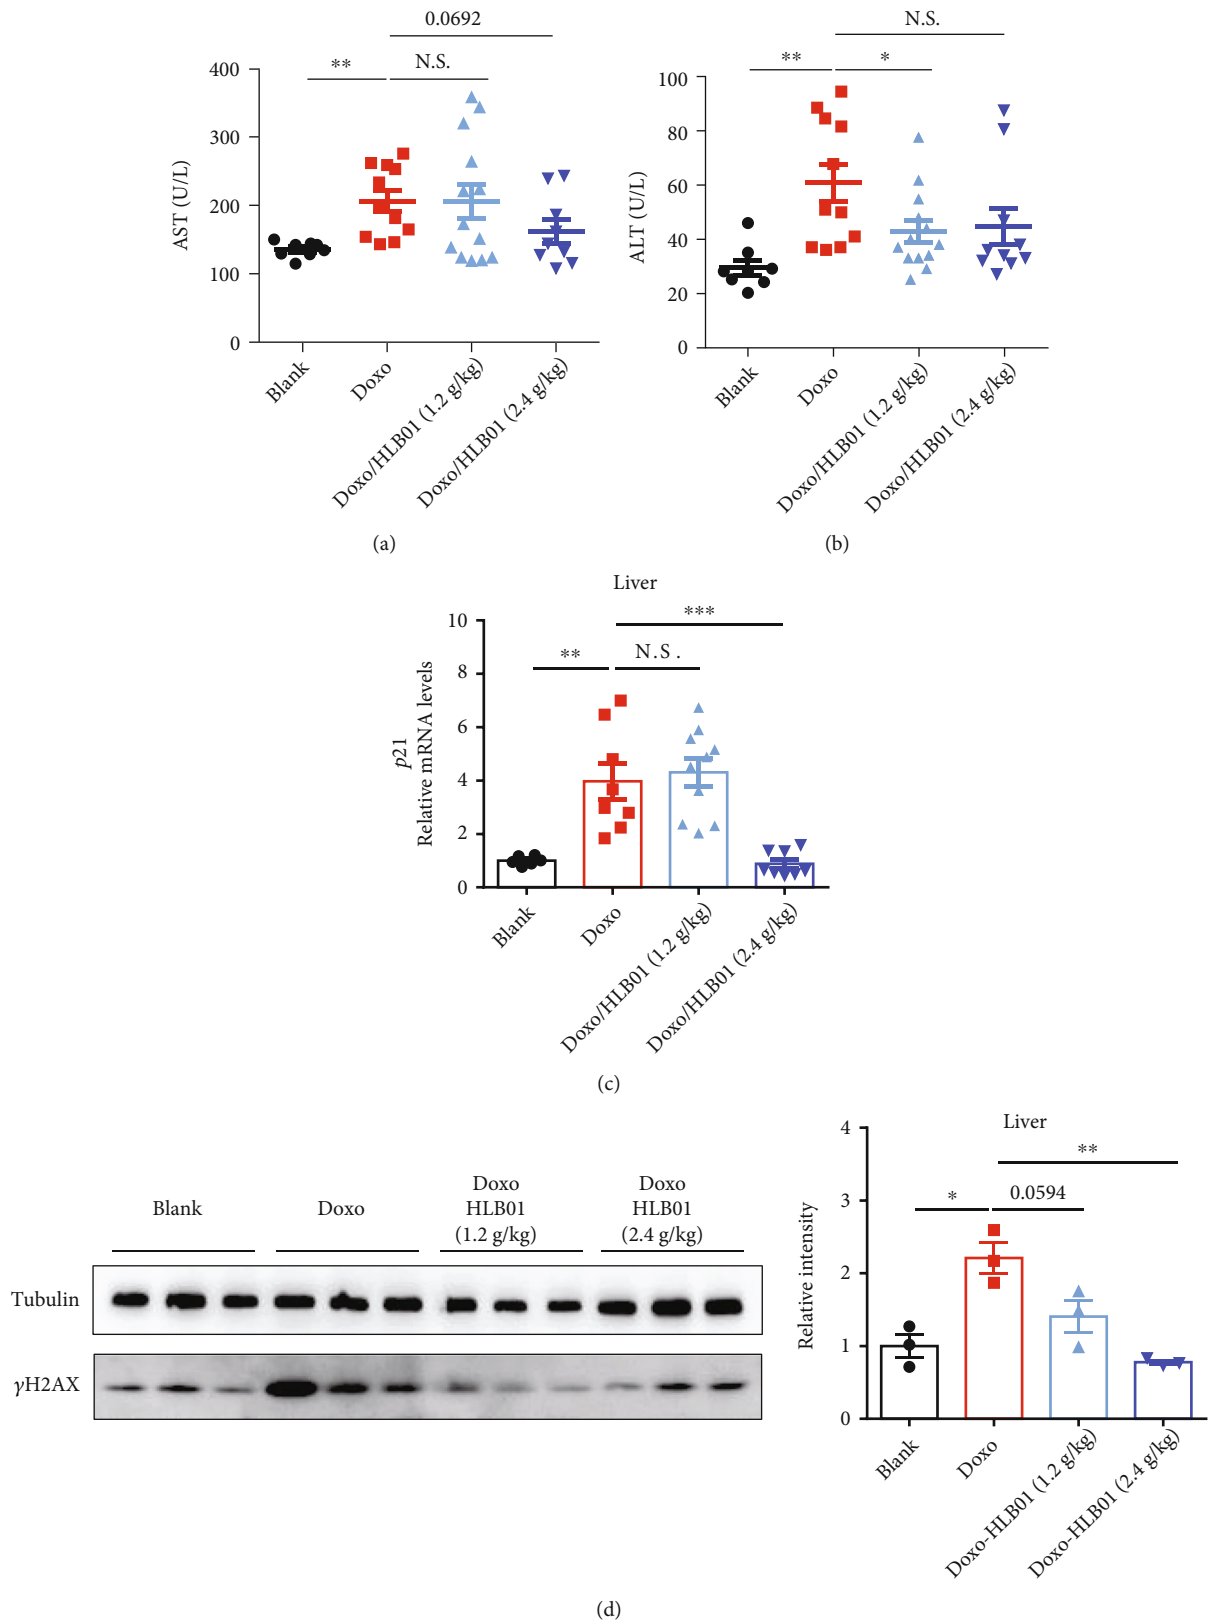 0.0692
** N.S.
400
300
200
100
0
AST (U/L)
Blank
Doxo
Doxo/HLB01 (1.2 g/kg)
Doxo/HLB01 (2.4 g/kg)
(a)
N.S.
** *
100
80
60
40
20
0
ALT (U/L)
Blank
Doxo
Doxo/HLB01 (1.2 g/kg)
Doxo/HLB01 (2.4 g/kg)
(b)
Liver
***
** N.S.
10
8
6
4
2
0
p21
Relative mRNA levels
Blank
Doxo
Doxo/HLB01 (1.2 g/kg)
Doxo/HLB01 (2.4 g/kg)
(c)
Blank
Doxo
Doxo
HLB01
(1.2 g/kg)
Doxo
HLB01
(2.4 g/kg)
Tubulin
γH2AX
Liver
**
* 0.0594
4
3
2
1
0
Relative intensity
Blank
Doxo
Doxo-HLB01 (1.2 g/kg)
Doxo-HLB01 (2.4 g/kg)
(d)